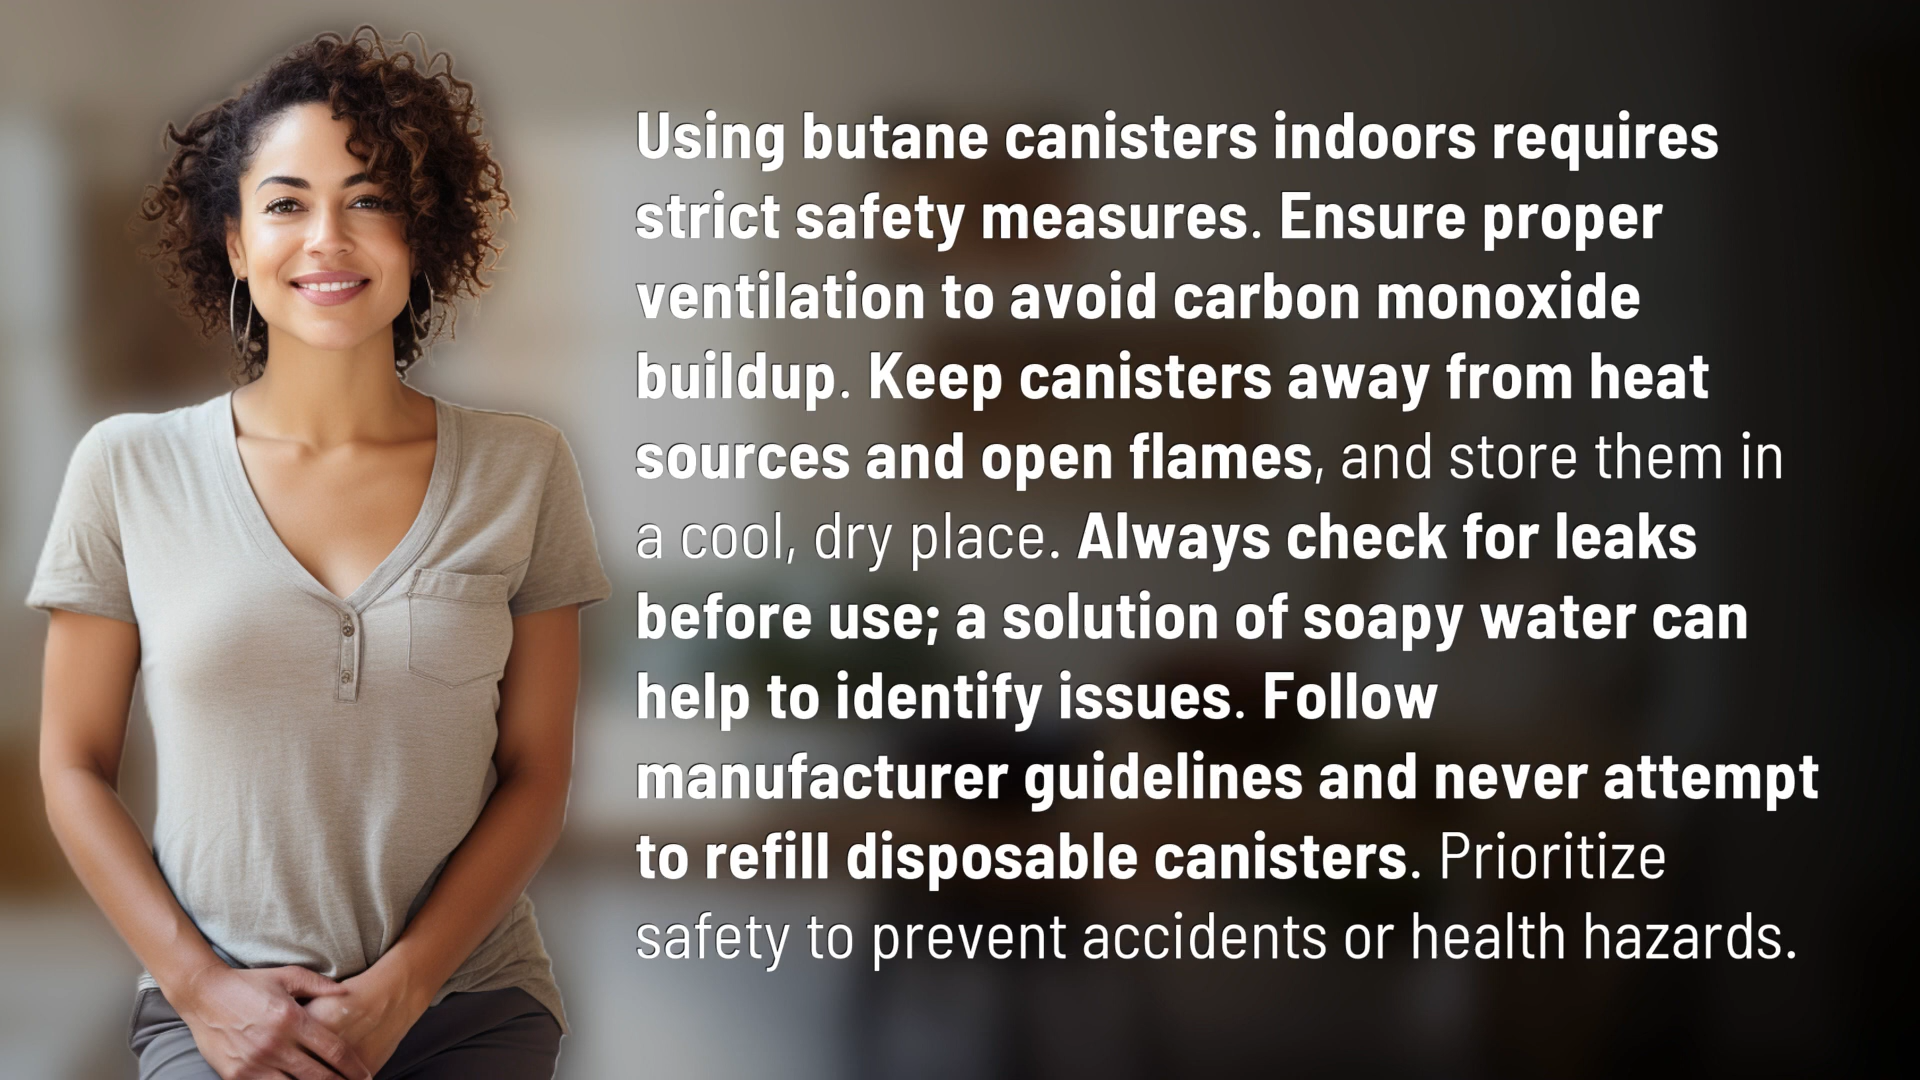 Using butane canisters indoors requires
strict safety measures. Ensure proper
ventilation to avoid carbon monoxide
buildup. Keep canisters away from heat
sources and open flames, and store them in
a cool, dry place. Always check for leaks
before use; a solution of soapy water can
help to identify issues. Follow
manufacturer guidelines and never attempt
to refill disposable canisters. Prioritize
safety to prevent accidents or health hazards.